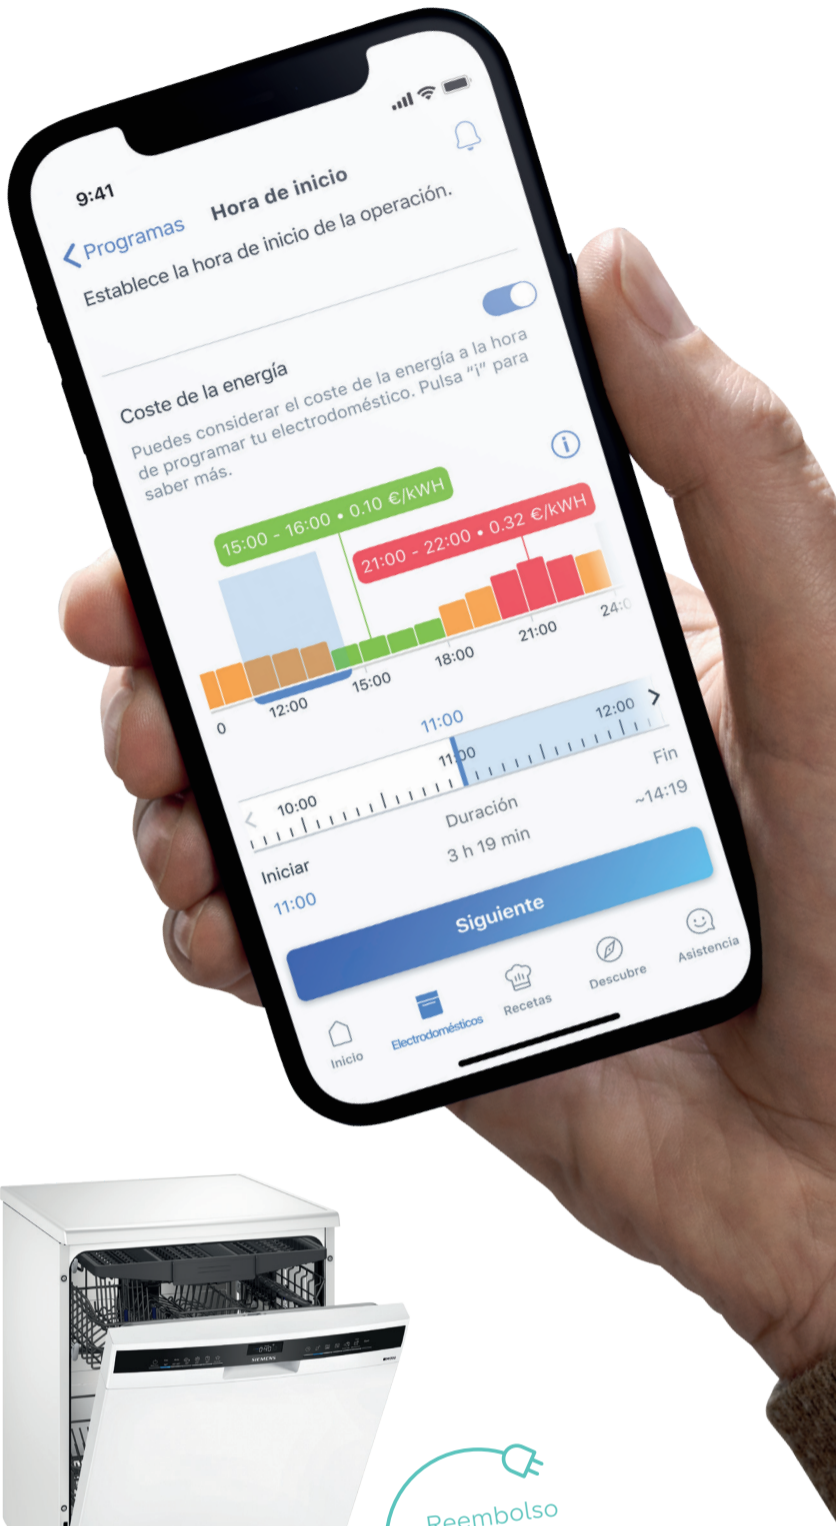 9:41
Programas
Hora de inicio
Establece la hora de inicio de la operación.
Coste de la energía
Puedes considerar el coste de la energía a la hora
de programar tu electrodoméstico. Pulsa “i” para
saber más.
i
15:00 - 16:00 • 0.10 €/kWH
21:00 - 22:00 • 0.32 €/kWH
0
12:00
15:00
18:00
21:00
24:0
11:00
10:00
11:00
12:00
Iniciar
Duración
Fin
11:00
3 h 19 min
~14:19
Siguiente
Inicio
Electrodomésticos
Recetas
Descubre
Asistencia
SIEMENS
Reembolso